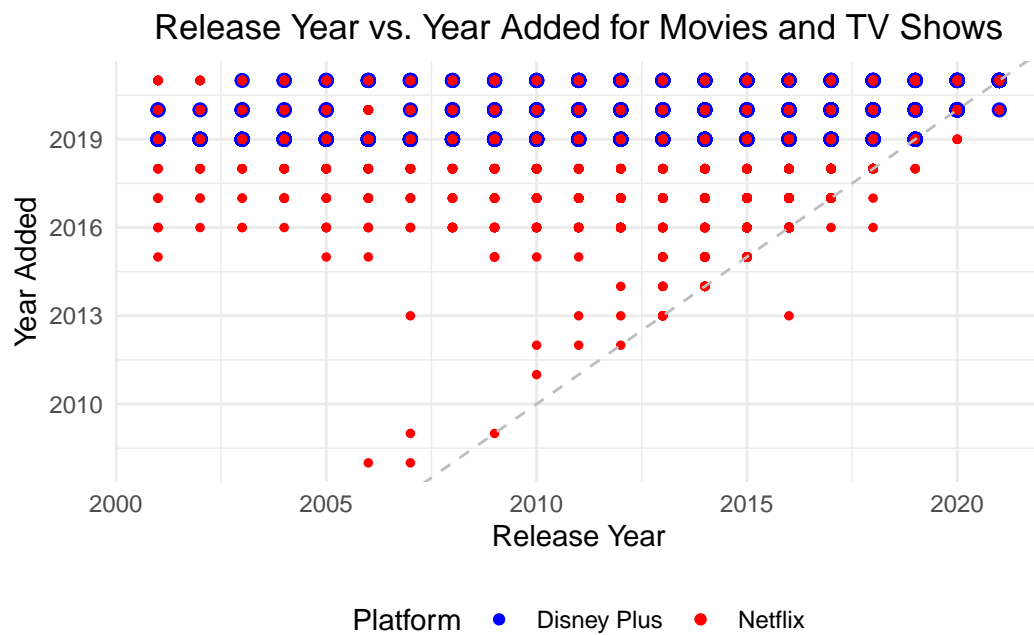 Release Year vs. Year Added for Movies and TV Shows
Year Added
2019
2016
2013
2010
2000 2005 2010 2015 2020
Release Year
Platform Disney Plus Netflix